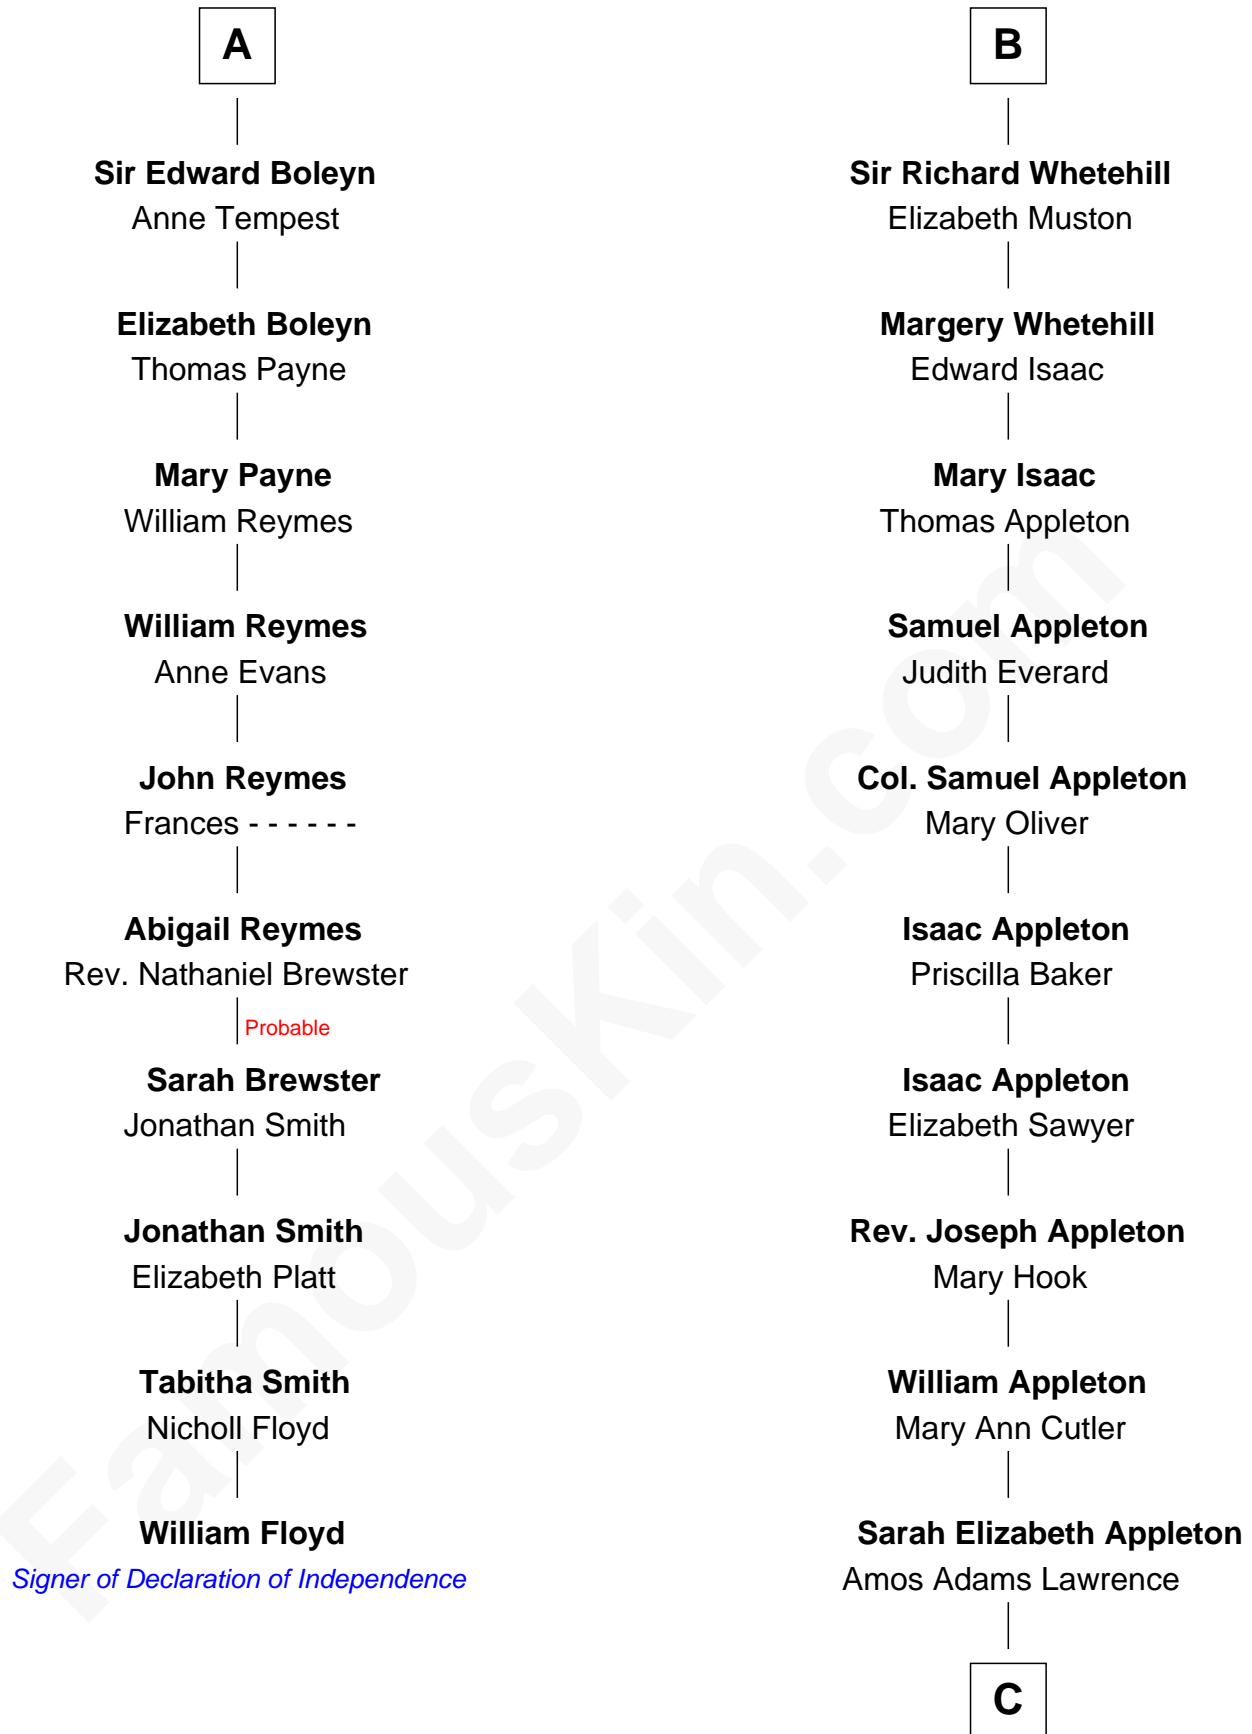 A
Sir Edward Boleyn
Anne Tempest
Elizabeth Boleyn
Thomas Payne
Mary Payne
William Reymes
William Reymes
Anne Evans
John Reymes
Frances - - - - - -
Abigail Reymes
Rev. Nathaniel Brewster
Probable
Sarah Brewster
Jonathan Smith
Jonathan Smith
Elizabeth Platt
Tabitha Smith
Nicholl Floyd
William Floyd
Signer of Declaration of Independence
B
Sir Richard Whetehill
Elizabeth Muston
Margery Whetehill
Edward Isaac
Mary Isaac
Thomas Appleton
Samuel Appleton
Judith Everard
Col. Samuel Appleton
Mary Oliver
Isaac Appleton
Priscilla Baker
Isaac Appleton
Elizabeth Sawyer
Rev. Joseph Appleton
Mary Hook
William Appleton
Mary Ann Cutler
Sarah Elizabeth Appleton
Amos Adams Lawrence
C
FamousKin.com